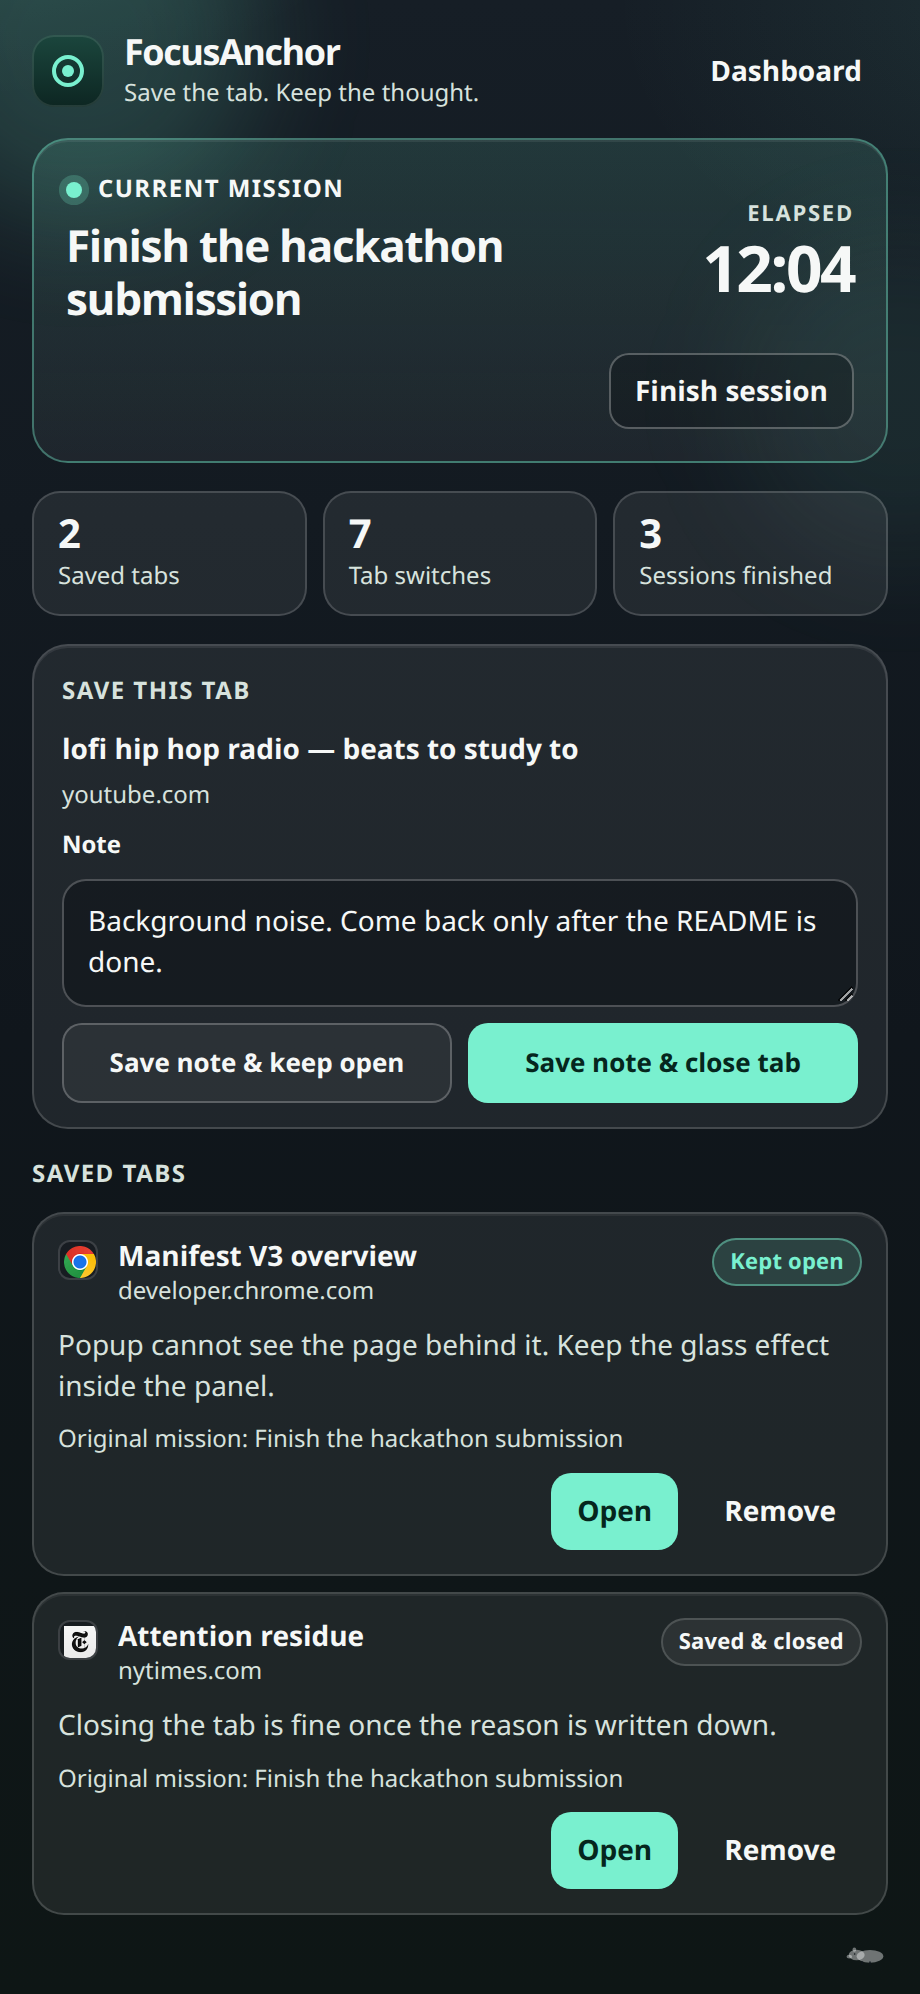 FocusAnchor
Save the tab. Keep the thought.
Dashboard
CURRENT MISSION
Finish the hackathon
submission
ELAPSED
12:04
Finish session
2
Saved tabs
7
Tab switches
3
Sessions finished
SAVE THIS TAB
lofi hip hop radio — beats to study to
youtube.com
Note
Background noise. Come back only after the README is
done.
Save note & keep open
Save note & close tab
SAVED TABS
Manifest V3 overview
developer.chrome.com
Kept open
Popup cannot see the page behind it. Keep the glass effect
inside the panel.
Original mission: Finish the hackathon submission
Open
Remove
Attention residue
nytimes.com
Saved & closed
Closing the tab is fine once the reason is written down.
Original mission: Finish the hackathon submission
Open
Remove